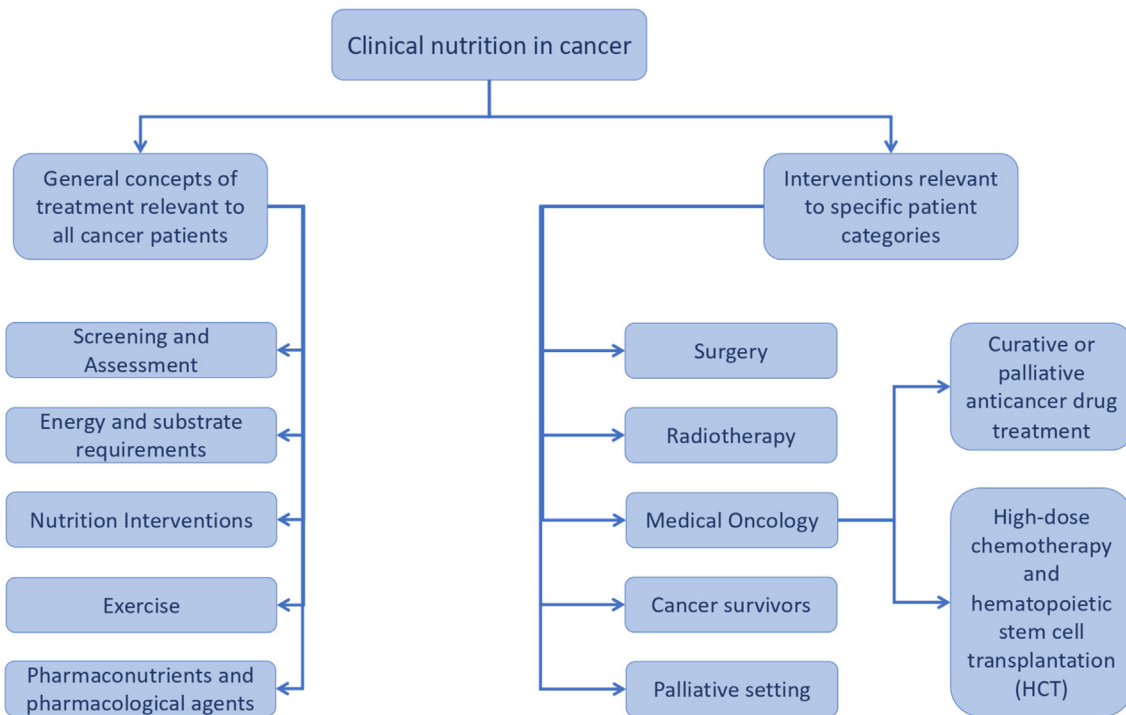 Clinical nutrition in cancer
General concepts of
treatment relevant to
all cancer patients
Interventions relevant
to specific patient
categories
Screening and
Assessment
Energy and substrate
requirements
Nutrition Interventions
Exercise
Pharmaconutrients and
pharmacological agents
Surgery
Radiotherapy
Medical Oncology
Cancer survivors
Palliative setting
Curative or
palliative
anticancer drug
treatment
High-dose
chemotherapy
and
hematopoietic
stem cell
transplantation
(HCT)